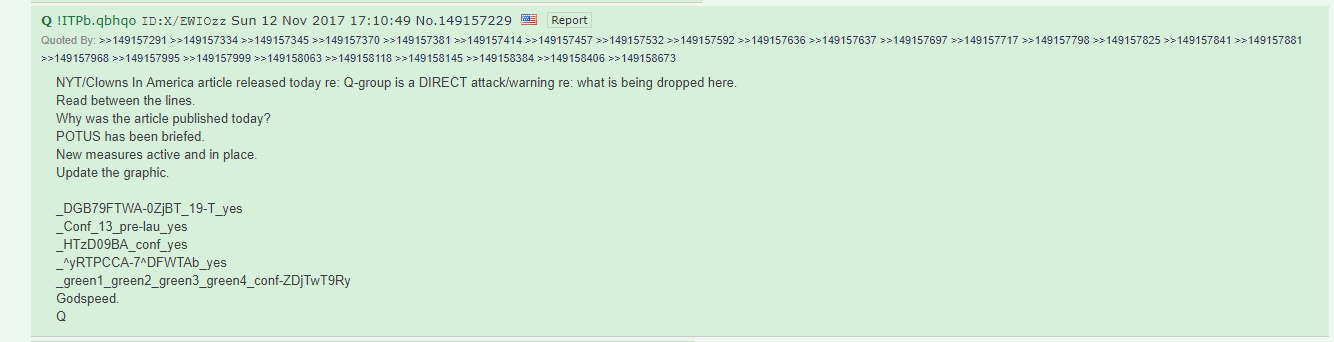 Q !ITPb.qbhqo ID:X/EWIOzz Sun 12 Nov 2017 17:10:49 No.149157229 Report
Quoted By: >>149157291 >>149157334 >>149157345 >>149157370 >>149157381 >>149157414 >>149157457 >>149157532 >>149157592 >>149157636 >>149157637 >>149157697 >>149157717 >>149157798 >>149157825 >>149157841 >>149157881
>>149157968 >>149157995 >>149157999 >>149158063 >>149158118 >>149158145 >>149158384 >>149158406 >>149158673
NYT/Clowns In America article released today re: Q-group is a DIRECT attack/warning re: what is being dropped here.
Read between the lines.
Why was the article published today?
POTUS has been briefed.
New measures active and in place.
Update the graphic.
_DGB79FTWA-0ZjBT_19-T_yes
_Conf_13_pre-lau_yes
_HTzD09BA_conf_yes
_^yRTPCCA-7^DFWTAb_yes
_green1_green2_green3_green4_conf-ZDjTwT9Ry
Godspeed.
Q